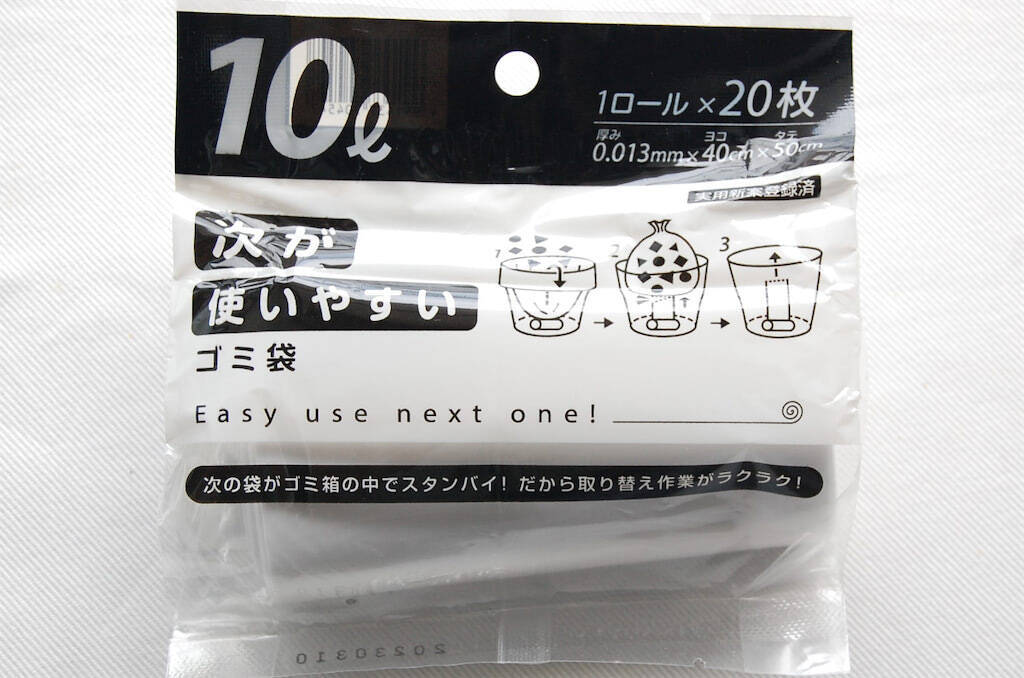 10ℓ
1ロール×20枚
厚み ヨコ タテ
0.013mm×40cm×50cm
実用新案登録済
次が
使いやすい
ゴミ袋
1 2 3
Easy use next one!
次の袋がゴミ箱の中でスタンバイ！だから取り替え作業がラクラク！
20230310